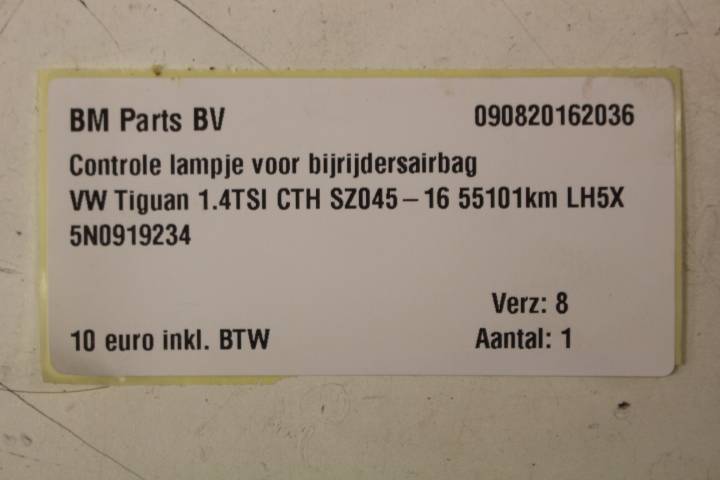 BM Parts BV 090820162036
Controle lampje voor bijrijdersairbag
VW Tiguan 1.4TSI CTH SZ045-16 55101km LH5X
5N0919234
Verz: 8
10 euro inkl. BTW Aantal: 1